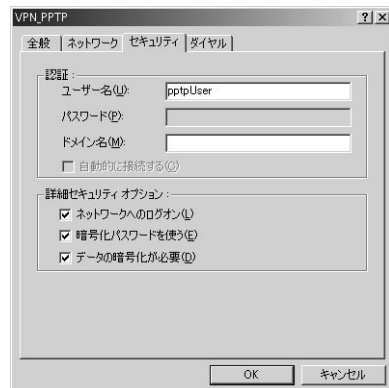 VPN_PPTP
全般 ネットワーク セキュリティ ダイヤル
認証:
ユーザー名(U): pptpUser
パスワード(P):
ドメイン名(M):
自動的に接続する(C)
詳細セキュリティ オプション:
ネットワークへのログオン(L)
暗号化パスワードを使う(E)
データの暗号化が必要(D)
OK キャンセル